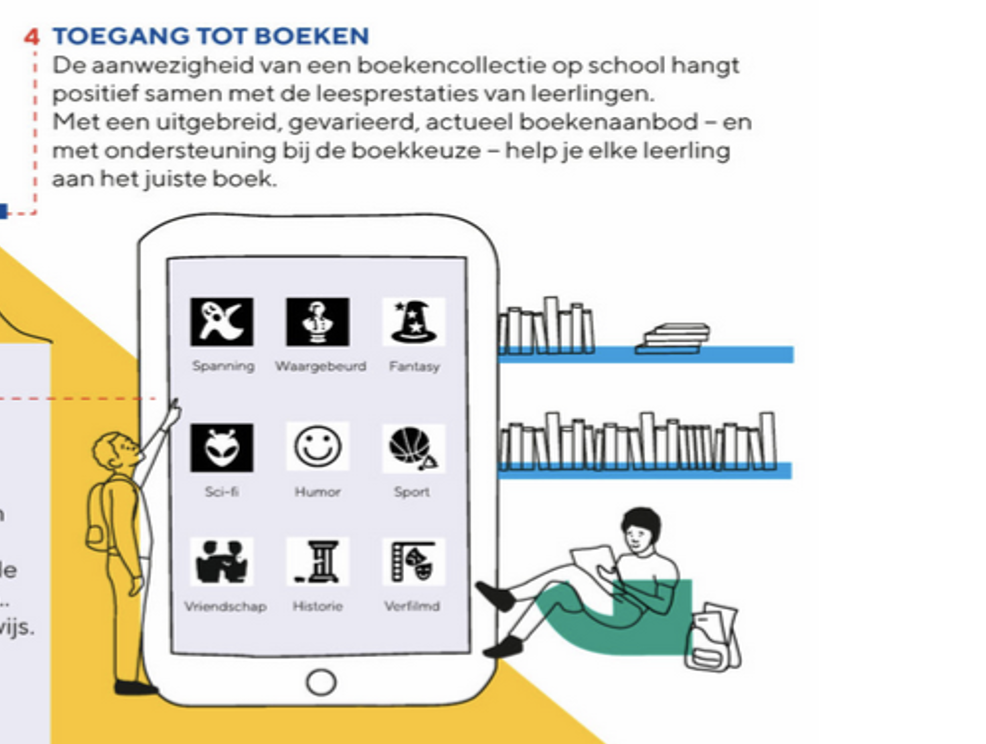 4 TOEGANG TOT BOEKEN
De aanwezigheid van een boekencollectie op school hangt
positief samen met de leesprestaties van leerlingen.
Met een uitgebreid, gevarieerd, actueel boekenaanbod – en
met ondersteuning bij de boekkeuze – help je elke leerling
aan het juiste boek.
Spanning Waargebeurd Fantasy
Sci-fi Humor Sport
Vriendschap Historie Verfilmd